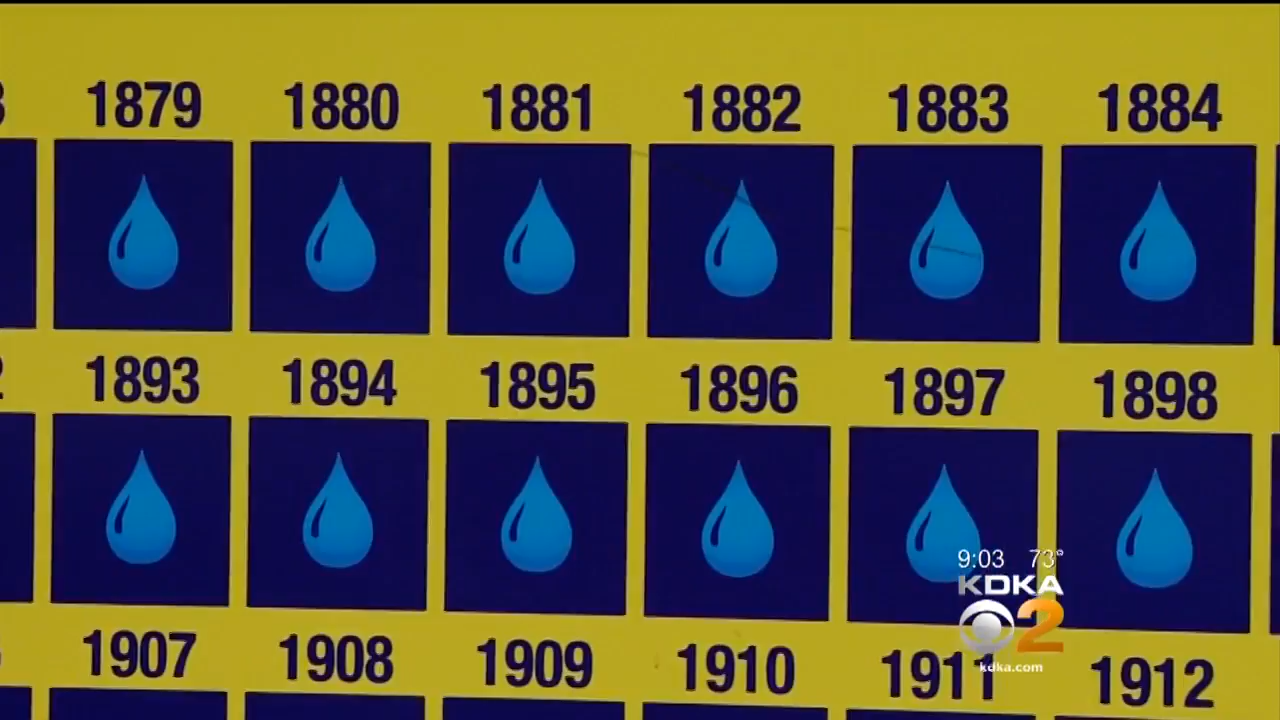 1879 1880 1881 1882 1883 1884
1893 1894 1895 1896 1897 1898
9:03 73°
KDKA
2
1907 1908 1909 1910 1911 1912
kdka.com